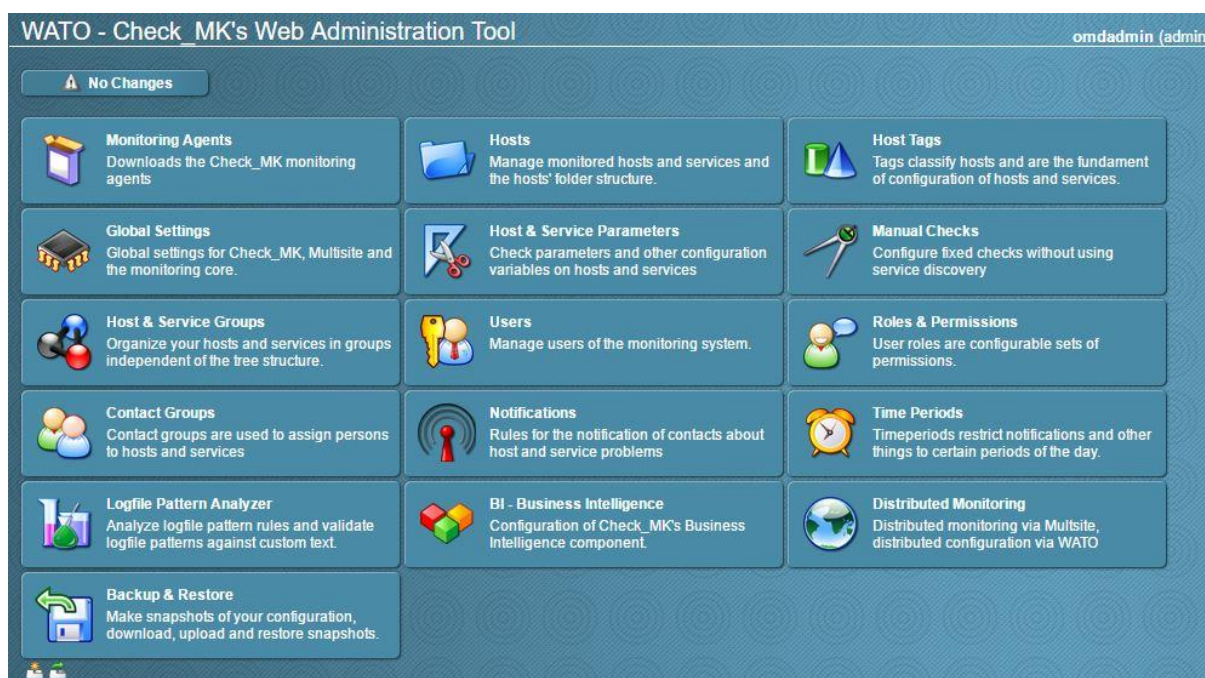 WATO - Check_MK's Web Administration Tool
omdadmin (admin
No Changes
Monitoring Agents
Downloads the Check_MK monitoring
agents
Hosts
Manage monitored hosts and services and
the hosts' folder structure.
Host Tags
Tags classify hosts and are the fundament
of configuration of hosts and services.
Global Settings
Global settings for Check_MK, Multisite and
the monitoring core.
Host & Service Parameters
Check parameters and other configuration
variables on hosts and services
Manual Checks
Configure fixed checks without using
service discovery
Host & Service Groups
Organize your hosts and services in groups
independent of the tree structure.
Users
Manage users of the monitoring system.
Roles & Permissions
User roles are configurable sets of
permissions.
Contact Groups
Contact groups are used to assign persons
to hosts and services
Notifications
Rules for the notification of contacts about
host and service problems
Time Periods
Timeperiods restrict notifications and other
things to certain periods of the day.
Logfile Pattern Analyzer
Analyze logfile pattern rules and validate
logfile patterns against custom text.
BI - Business Intelligence
Configuration of Check_MK's Business
Intelligence component.
Distributed Monitoring
Distributed monitoring via Multsite,
distributed configuration via WATO
Backup & Restore
Make snapshots of your configuration,
download, upload and restore snapshots.